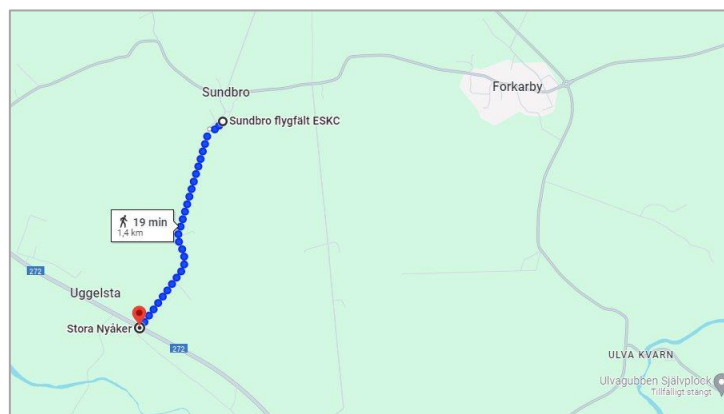 Forkarby
Sundbro
Sundbro flygfält ESKC
19 min
1,4 km
272
Uggelsta
Stora Nyåker
272
ULVA KVARN
Ulvagubben Självplock
Tillfälligt stängt